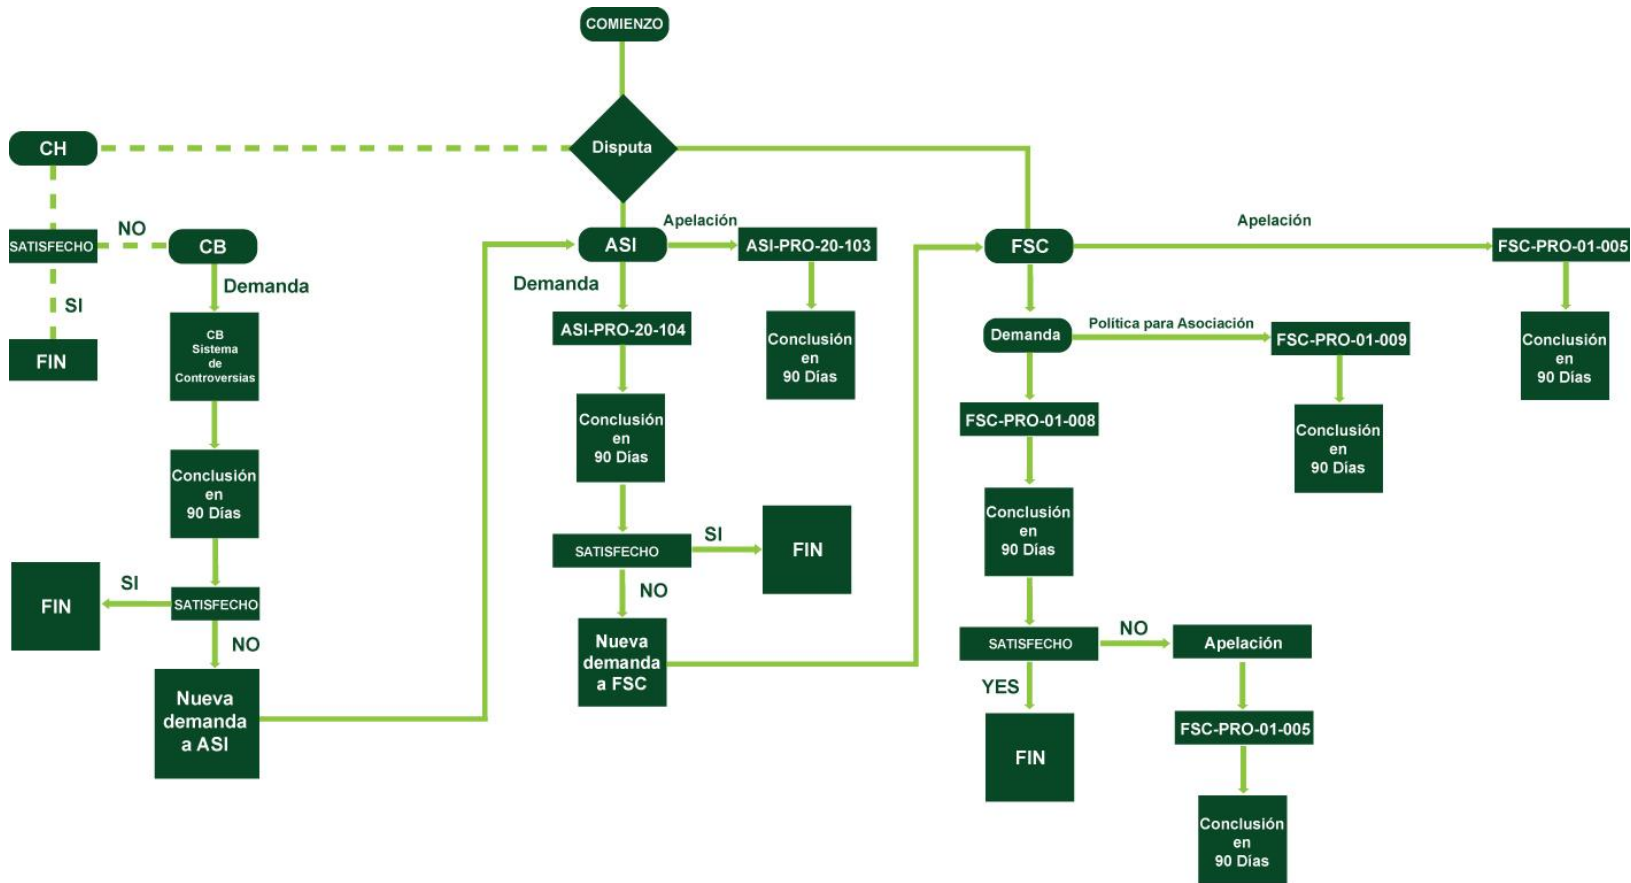 COMIENZO
Disputa
CH
SATISFECHO
NO
SI
FIN
CB
Demanda
CB
Sistema
de
Controversias
Conclusión
en
90 Días
SATISFECHO
SI
FIN
NO
Nueva
demanda
a ASI
ASI
Apelación
ASI-PRO-20-103
Conclusión
en
90 Días
Demanda
ASI-PRO-20-104
Conclusión
en
90 Días
SATISFECHO
SI
FIN
NO
Nueva
demanda
a FSC
FSC
Apelación
FSC-PRO-01-005
Conclusión
en
90 Días
Demanda
Política para Asociación
FSC-PRO-01-009
Conclusión
en
90 Días
FSC-PRO-01-008
Conclusión
en
90 Días
SATISFECHO
NO
Apelación
YES
FIN
FSC-PRO-01-005
Conclusión
en
90 Días